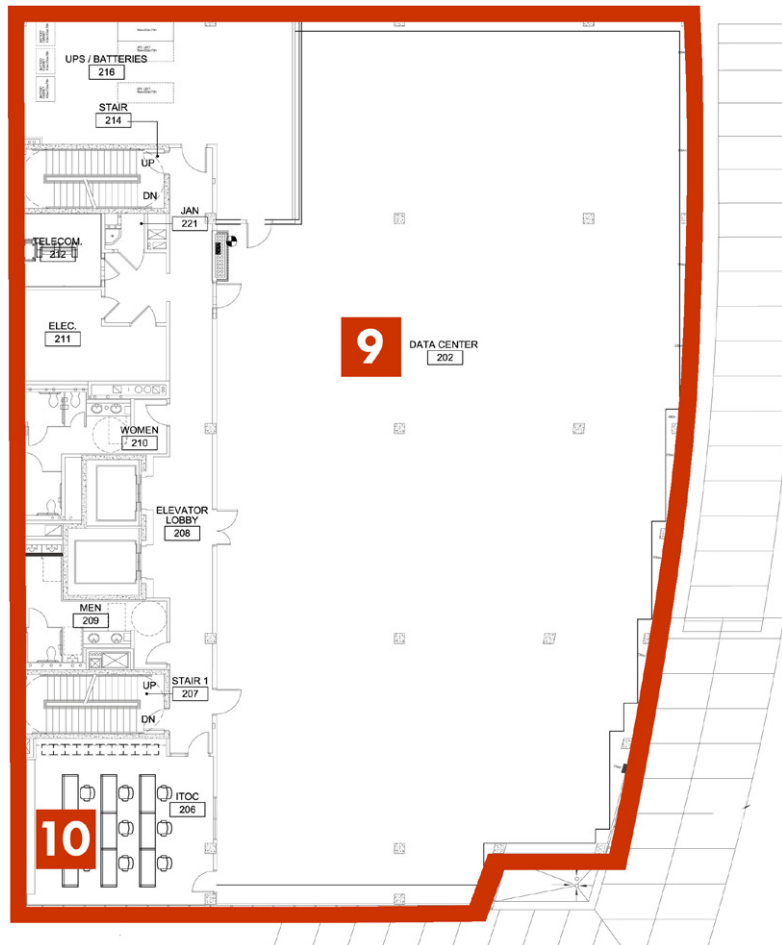 UPS / BATTERIES
216
STAIR
214
UP
DN
JAN
221
TELECOM.
212
ELEC.
211
9
DATA CENTER
202
WOMEN
210
ELEVATOR
LOBBY
208
MEN
209
UP
STAIR 1
207
DN
ITOC
206
10